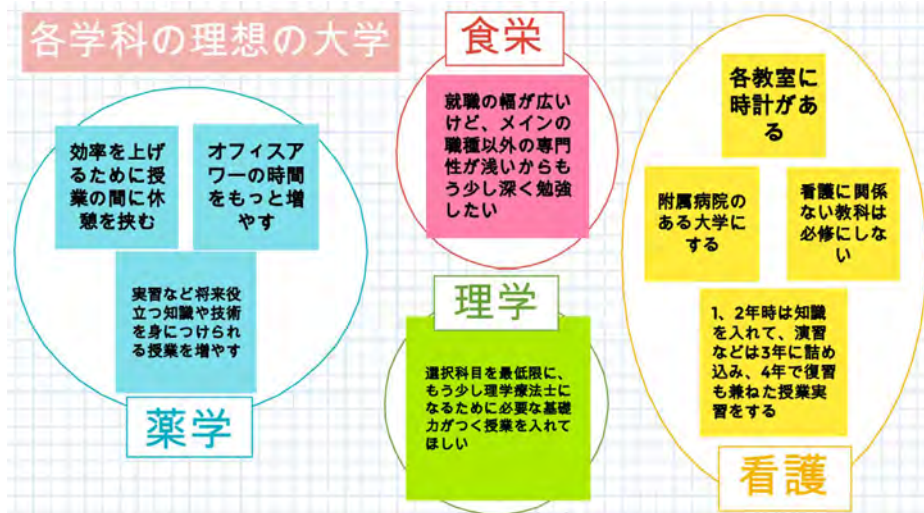 各学科の理想の大学
効率を上げ
るために授
業の間に休
憩を挟む
オフィスア
ワーの時間
をもっと増
やす
実習など将来役
立つ知識や技術
を身につけられ
る授業を増やす
薬学
食栄
就職の幅が広い
けど、メインの
職種以外の専門
性が浅いからも
う少し深く勉強
したい
理学
選択科目を最低限に、
もう少し理学療法士に
なるために必要な基礎
力がつく授業を入れて
ほしい
各教室に
時計があ
る
附属病院の
ある大学に
する
看護に関係
ない教科は
必修にしな
い
1、2年時は知識
を入れて、演習
などは3年に詰め
込み、4年で復習
も兼ねた授業実
習をする
看護